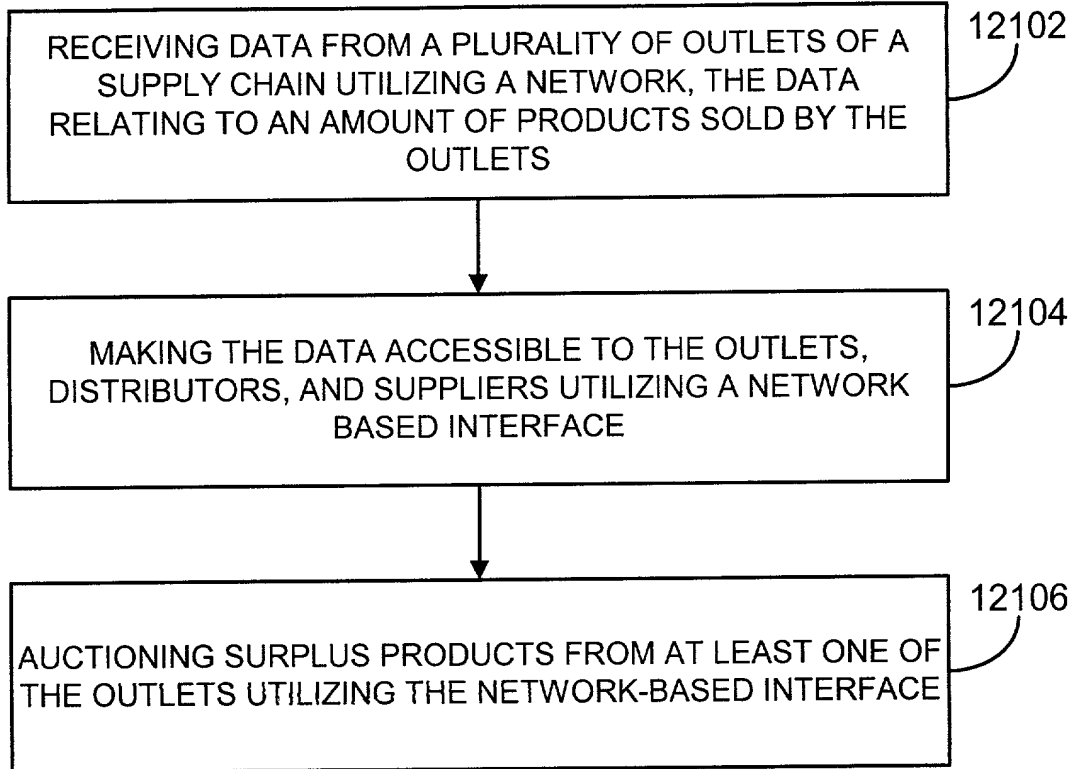 RECEIVING DATA FROM A PLURALITY OF OUTLETS OF A
SUPPLY CHAIN UTILIZING A NETWORK, THE DATA
RELATING TO AN AMOUNT OF PRODUCTS SOLD BY THE
OUTLETS
12102
MAKING THE DATA ACCESSIBLE TO THE OUTLETS,
DISTRIBUTORS, AND SUPPLIERS UTILIZING A NETWORK
BASED INTERFACE
12104
AUCTIONING SURPLUS PRODUCTS FROM AT LEAST ONE OF
THE OUTLETS UTILIZING THE NETWORK-BASED INTERFACE
12106